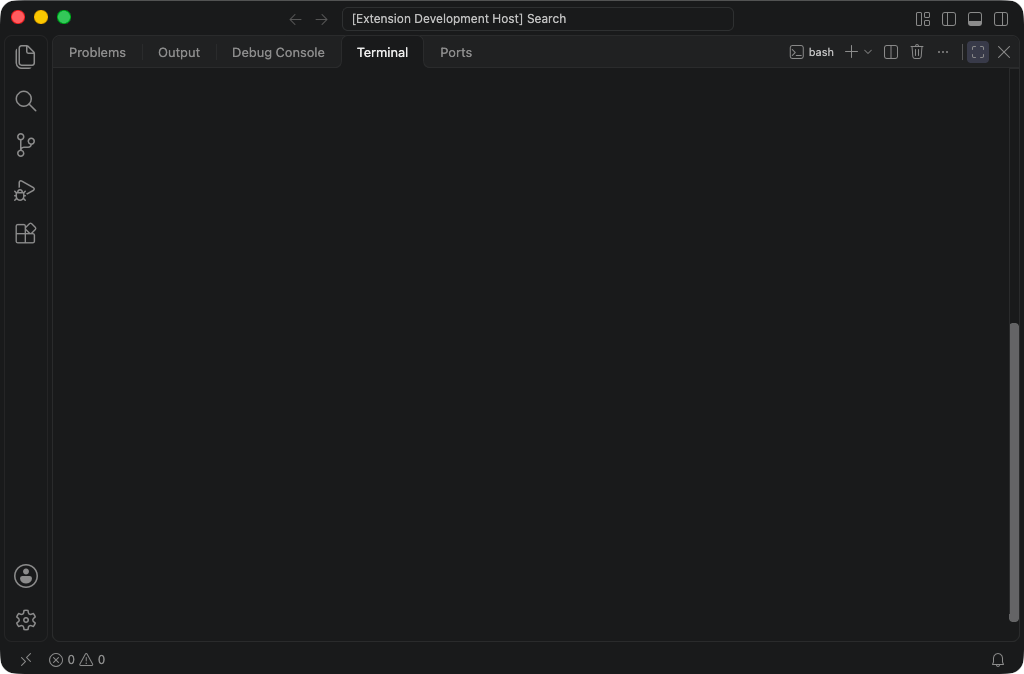 [Extension Development Host] Search
Problems
Output
Debug Console
Terminal
Ports
bash
0
0